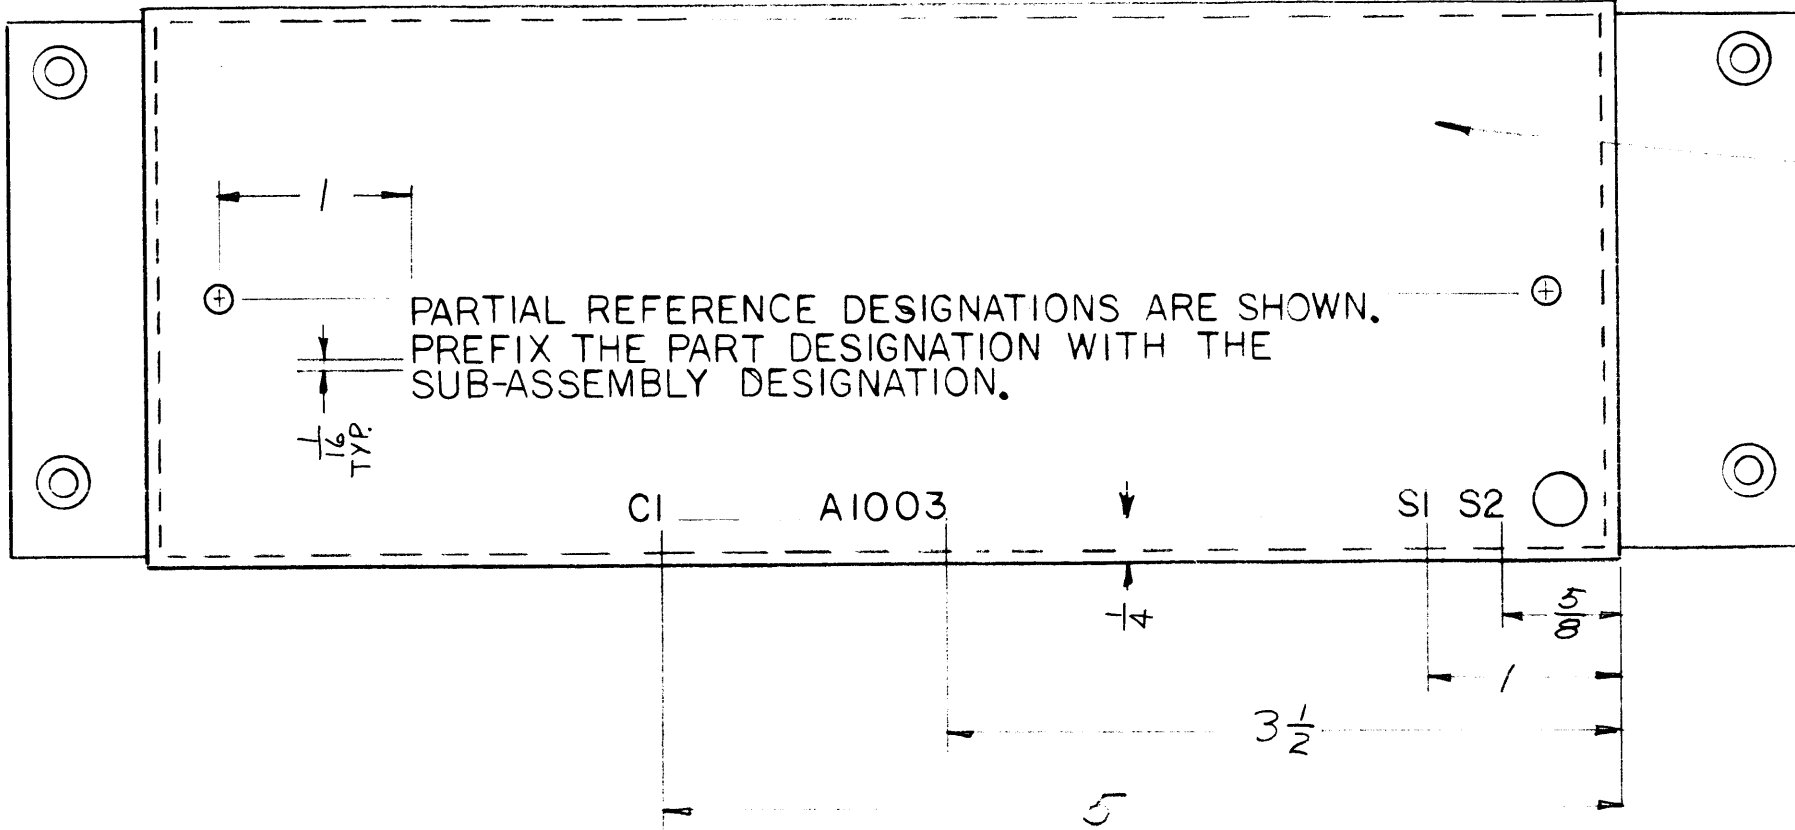 1
PARTIAL REFERENCE DESIGNATIONS ARE SHOWN.
PREFIX THE PART DESIGNATION WITH THE
SUB-ASSEMBLY DESIGNATION.
1/16
TYP.
C1 A1003 S1 S2
1/4
5/8
1
3 1/2
5